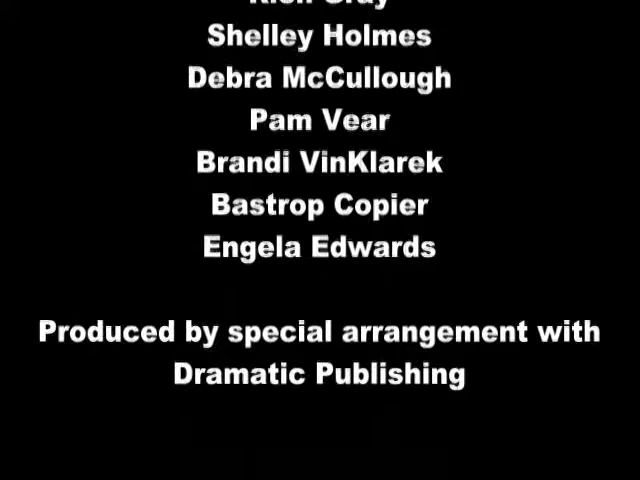 Shelley Holmes
Debra McCullough
Pam Vear
Brandi VinKlarek
Bastrop Copier
Engela Edwards
Produced by special arrangement with
Dramatic Publishing